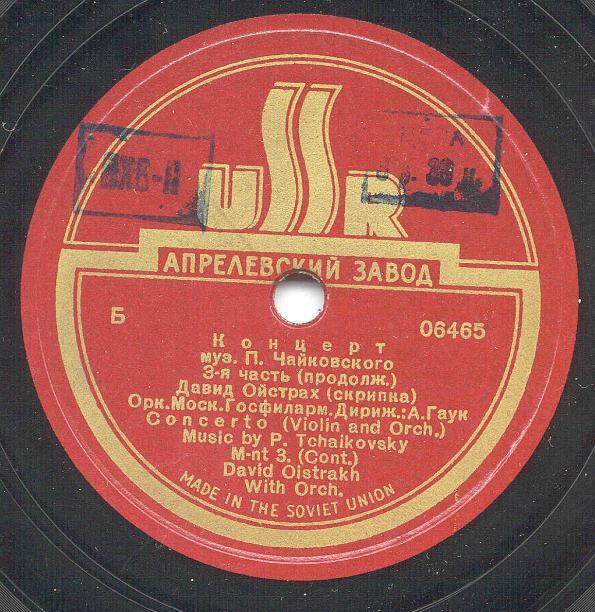 USSR
АПРЕЛЕВСКИЙ ЗАВОД
Б 06465
Концерт
муз. П. Чайковского
3-я часть (продолж.)
Давид Ойстрах (скрипка)
Орк.Моск.Госфиларм.Дириж.:А.Гаук
Concerto (Violin and Orch.)
Music by P. Tchaikovsky
M-nt 3. (Cont.)
David Oistrakh
With Orch.
MADE IN THE SOVIET UNION